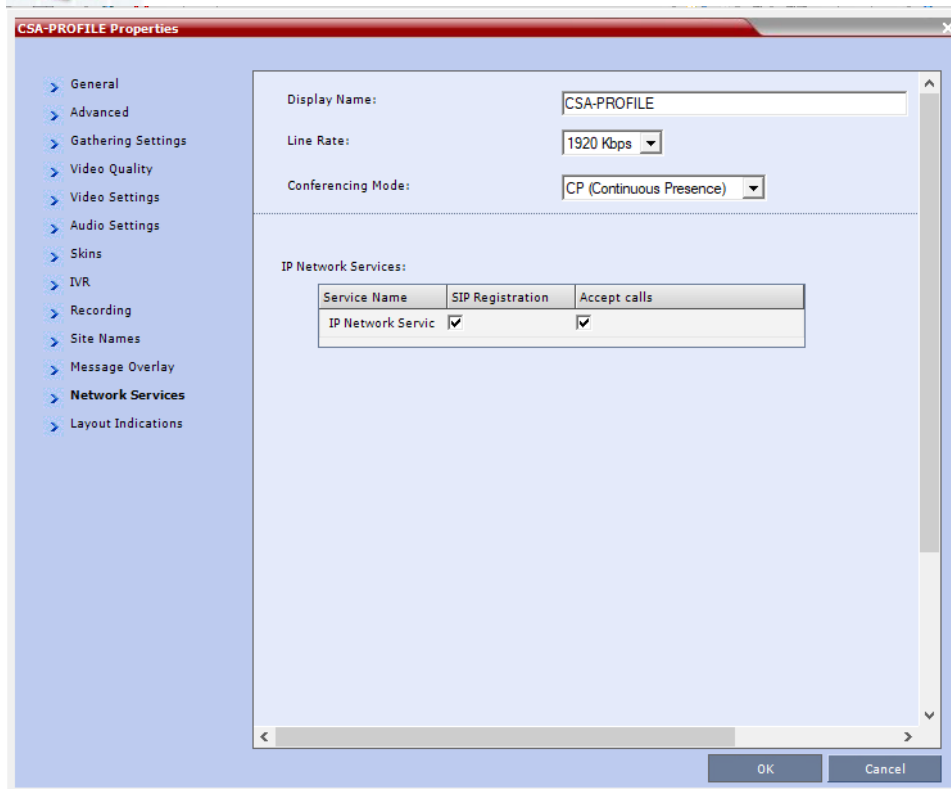 CSA-PROFILE Properties
General
Advanced
Gathering Settings
Video Quality
Video Settings
Audio Settings
Skins
IVR
Recording
Site Names
Message Overlay
Network Services
Layout Indications
Display Name: CSA-PROFILE
Line Rate: 1920 Kbps
Conferencing Mode: CP (Continuous Presence)
IP Network Services:
Service Name SIP Registration Accept calls
IP Network Servic
OK Cancel